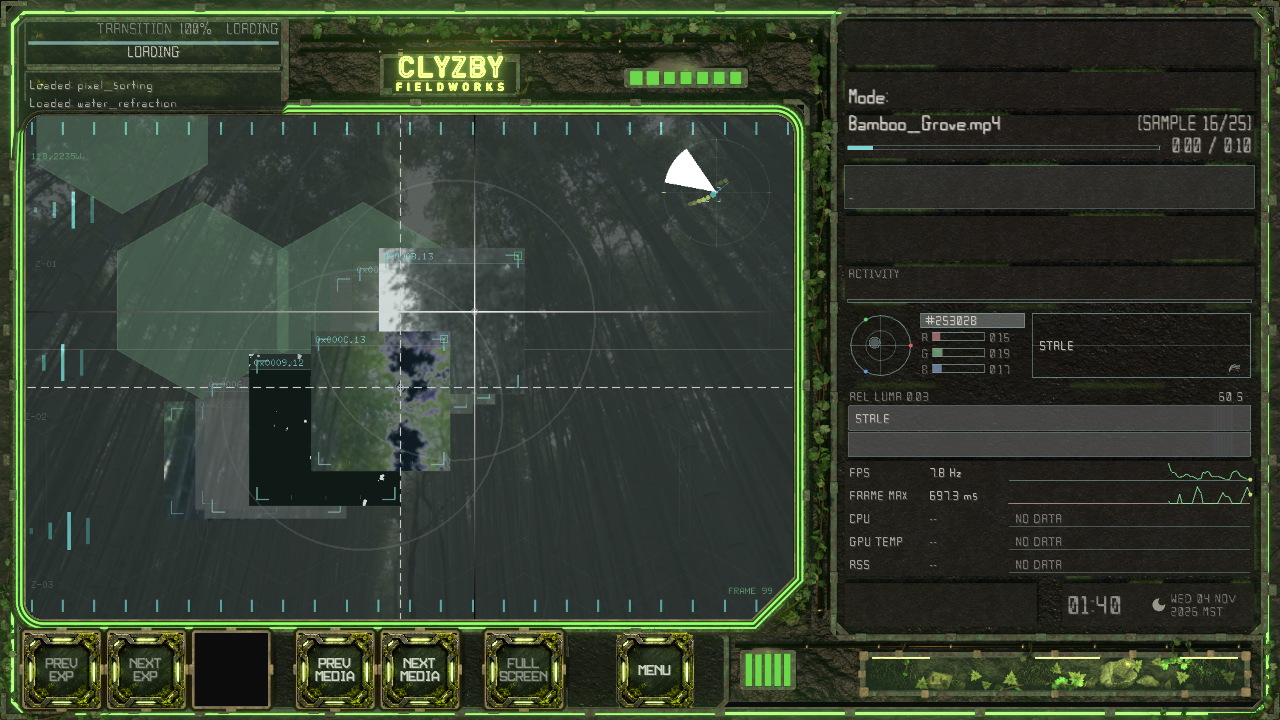 TRANSITION 100% LOADING
LOADING
Loaded pixel_sorting
Loaded water_refraction
CLYZBY
FIELDWORKS
Mode:
Bamboo_Grove.mp4
[SAMPLE 16/25]
0:00 / 0:10
ACTIVITY
#253028
R 015
G 019
B 017
STALE
REL LUMA 0.03
60 S
STALE
FPS 7.8 Hz
FRAME MAX 697.3 mS
CPU -- NO DATA
GPU TEMP -- NO DATA
RSS -- NO DATA
01:40
WED 04 NOV
2026 MST
Z-01
Z-02
Z-03
0x000C.13
0x0009.12
FRAME 99
PREV EXP
NEXT EXP
PREV MEDIA
NEXT MEDIA
FULL SCREEN
MENU